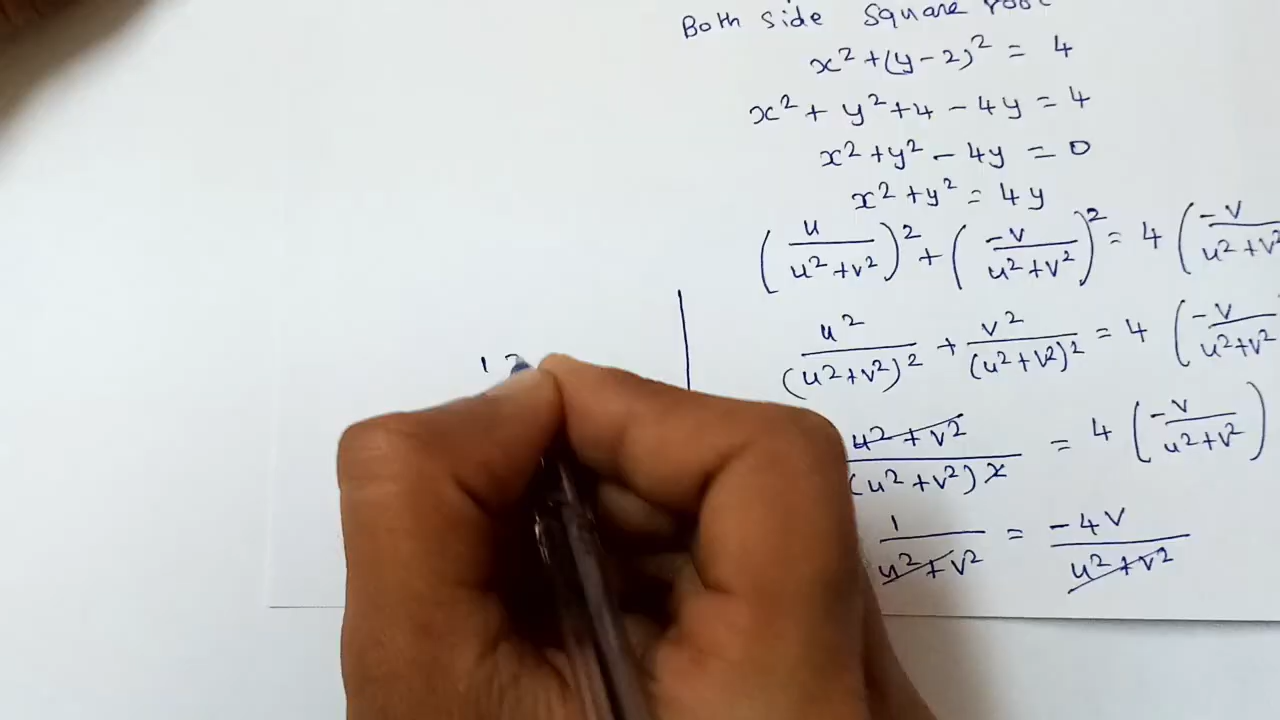 Both side square root
x² + (y - 2)² = 4
x² + y² + 4 - 4y = 4
x² + y² - 4y = 0
x² + y² = 4y
(u/(u² + v²))² + (-v/(u² + v²))² = 4 (-v/(u² + v²
u²/(u² + v²)² + v²/(u² + v²)² = 4 (-v/(u² + v²
u² + v²/(u² + v²)2 = 4 (-v/(u² + v²))
1/(u² + v²) = -4v/(u² + v²)
1